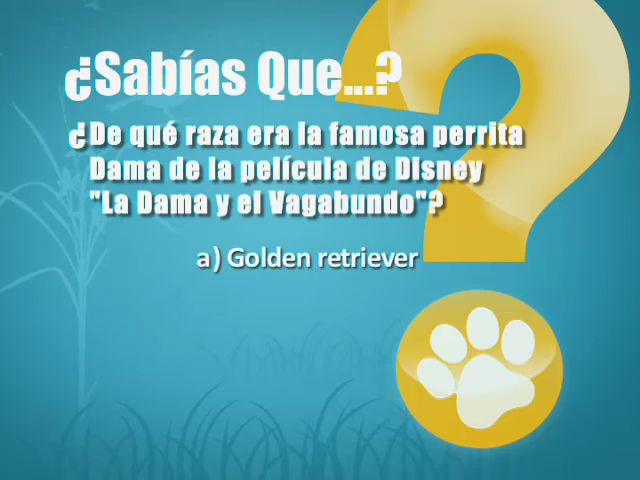 ¿Sabías Que...?
¿De qué raza era la famosa perrita
Dama de la película de Disney
"La Dama y el Vagabundo"?
a) Golden retriever